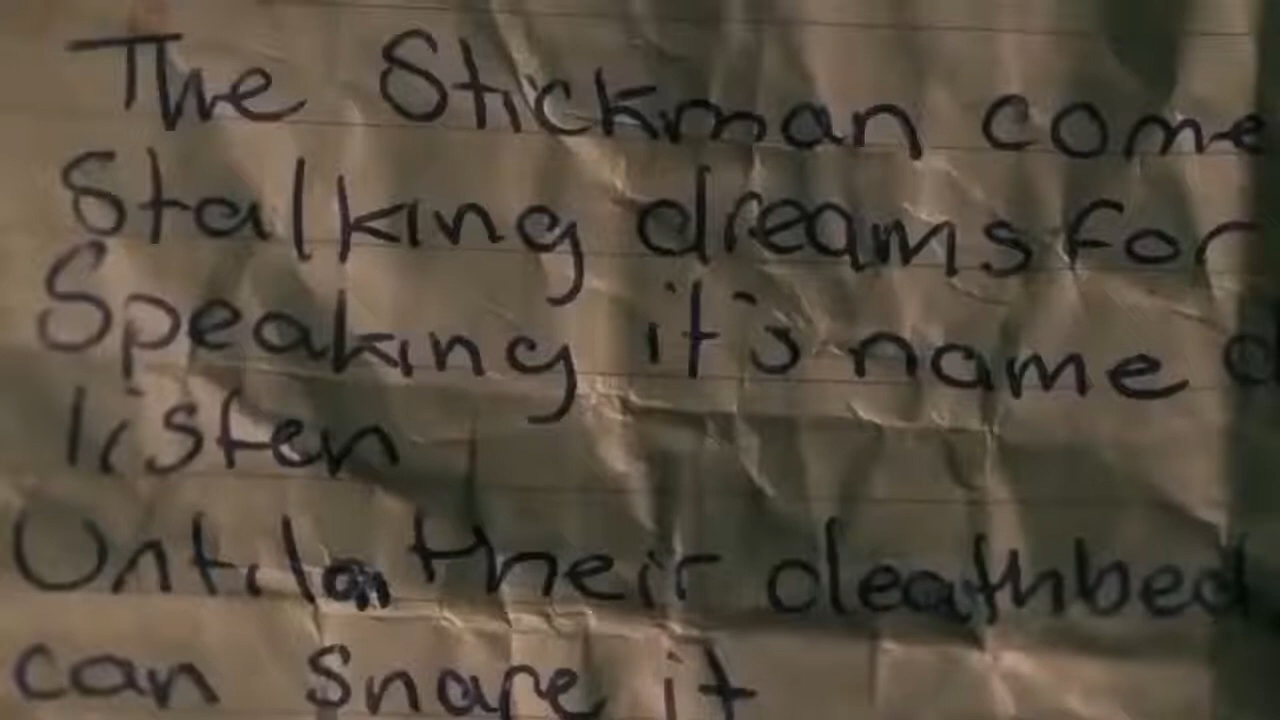 The Stickman come
Stalking dreams for
Speaking it's name
listen
Until on their deathbed
can snare it